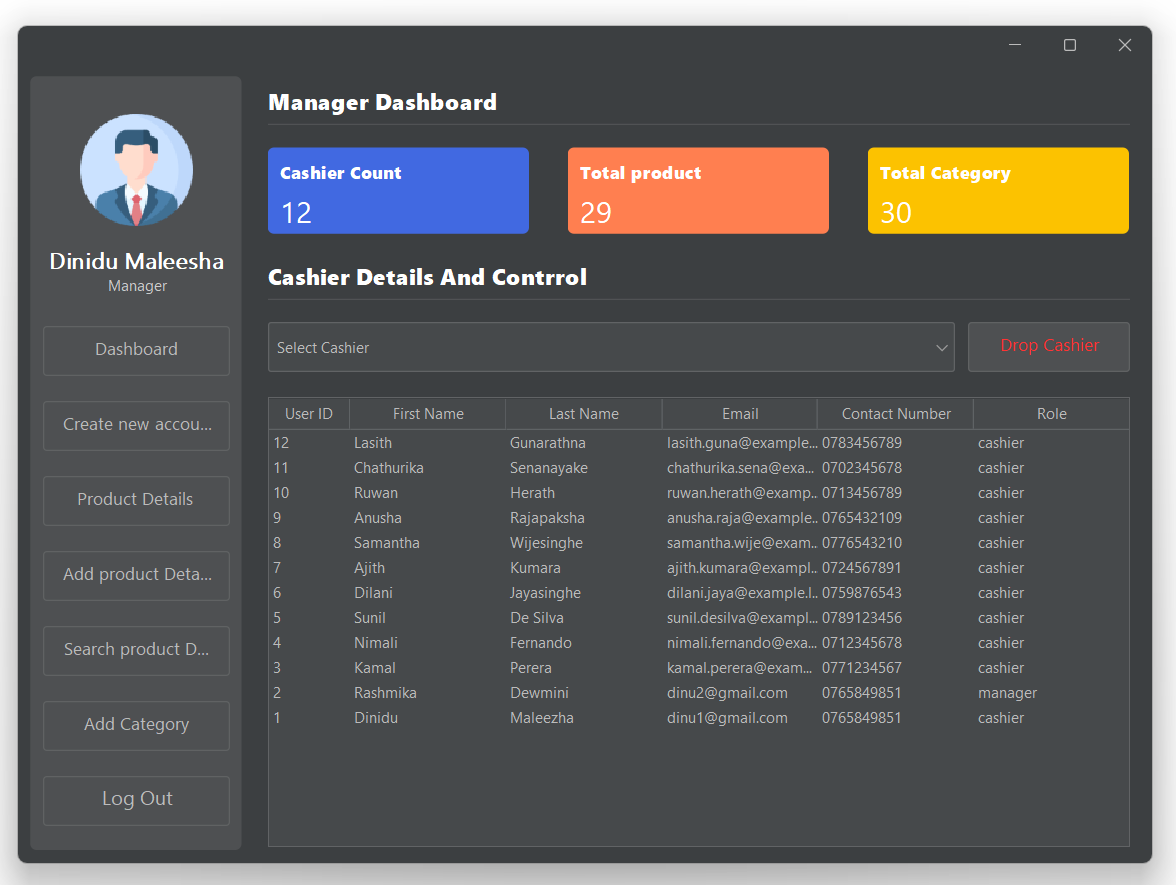 Dinidu Maleesha
Manager
Dashboard
Create new accou...
Product Details
Add product Deta...
Search product D...
Add Category
Log Out
Manager Dashboard
Cashier Count
12
Total product
29
Total Category
30
Cashier Details And Contrrol
Select Cashier
Drop Cashier
User ID First Name Last Name Email Contact Number Role
12 Lasith Gunarathna lasith.guna@example... 0783456789 cashier
11 Chathurika Senanayake chathurika.sena@exa... 0702345678 cashier
10 Ruwan Herath ruwan.herath@examp... 0713456789 cashier
9 Anusha Rajapaksha anusha.raja@example... 0765432109 cashier
8 Samantha Wijesinghe samantha.wije@exam... 0776543210 cashier
7 Ajith Kumara ajith.kumara@exampl... 0724567891 cashier
6 Dilani Jayasinghe dilani.jaya@example.l... 0759876543 cashier
5 Sunil De Silva sunil.desilva@exampl... 0789123456 cashier
4 Nimali Fernando nimali.fernando@exa... 0712345678 cashier
3 Kamal Perera kamal.perera@exam... 0771234567 cashier
2 Rashmika Dewmini dinu2@gmail.com 0765849851 manager
1 Dinidu Maleezha dinu1@gmail.com 0765849851 cashier